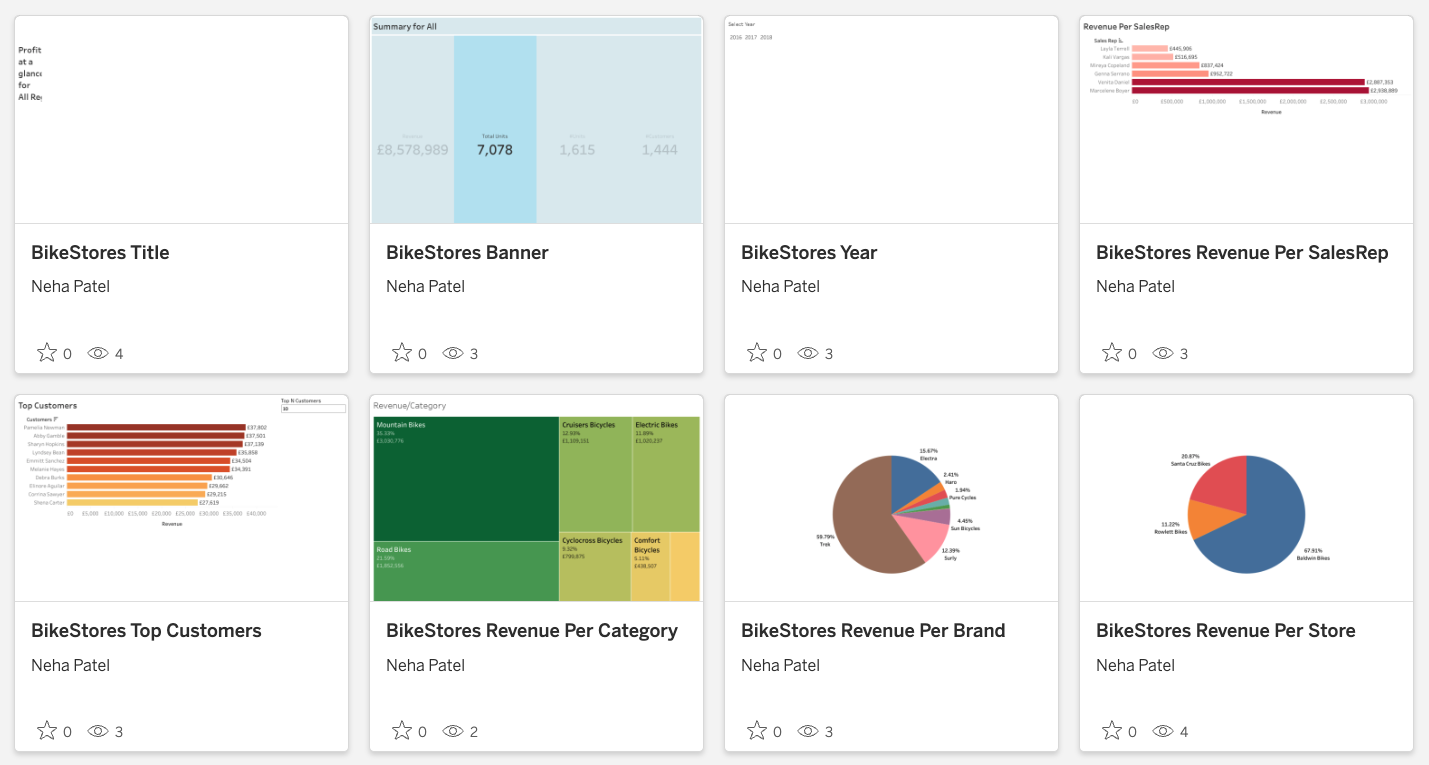 Profit
at a
glance
for
All Re
BikeStores Title
Neha Patel
0 4
Summary for All
Revenue Total Units
£8,578,989 7,078 1,615 1,444
BikeStores Banner
Neha Patel
0 3
Select Year
2016 2017 2018
BikeStores Year
Neha Patel
0 3
Revenue Per SalesRep
Sales Rep
Layla Terrell £445,906
Kali Vargas £516,695
Mireya Copeland £837,424
Genna Serrano £952,722
Venita Daniel £2,887,353
Marcelene Boyer £2,938,889
£0 £500,000 £1,000,000 £1,500,000 £2,000,000 £2,500,000 £3,000,000
Revenue
BikeStores Revenue Per SalesRep
Neha Patel
0 3
Top Customers
Top N Customers
10
Customers
Pamelia Newman £37,802
Abby Gamble £37,501
Sharyn Hopkins £37,139
Lyndsey Bean £35,858
Emmitt Sanchez £34,504
Melanie Hayes £34,391
Debra Burks £30,646
Elinore Aguilar £29,662
Corrina Sawyer £29,215
Shena Carter £27,619
£0 £5,000 £10,000 £15,000 £20,000 £25,000 £30,000 £35,000 £40,000
Revenue
BikeStores Top Customers
Neha Patel
0 3
Revenue/Category
Mountain Bikes
35.33%
£3,030,776
Cruisers Bicycles
12.93%
£1,109,151
Electric Bikes
11.89%
£1,020,237
Road Bikes
21.59%
£1,852,556
Cyclocross Bicycles
9.32%
£799,875
Comfort
Bicycles
5.11%
£438,507
BikeStores Revenue Per Category
Neha Patel
0 2
15.67%
Electra
2.41%
Haro
1.94%
Pure Cycles
4.45%
Sun Bicycles
12.39%
Surly
59.79%
Trek
BikeStores Revenue Per Brand
Neha Patel
0 3
20.87%
Santa Cruz Bikes
11.22%
Rowlett Bikes
67.91%
Baldwin Bikes
BikeStores Revenue Per Store
Neha Patel
0 4